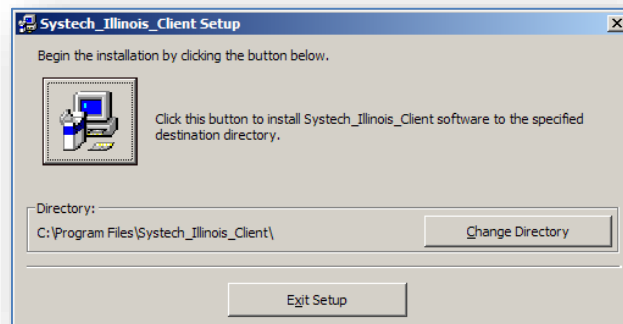 Systech_Illinois_Client Setup
Begin the installation by clicking the button below.
Click this button to install Systech_Illinois_Client software to the specified
destination directory.
Directory:
C:\Program Files\Systech_Illinois_Client\
Change Directory
Exit Setup